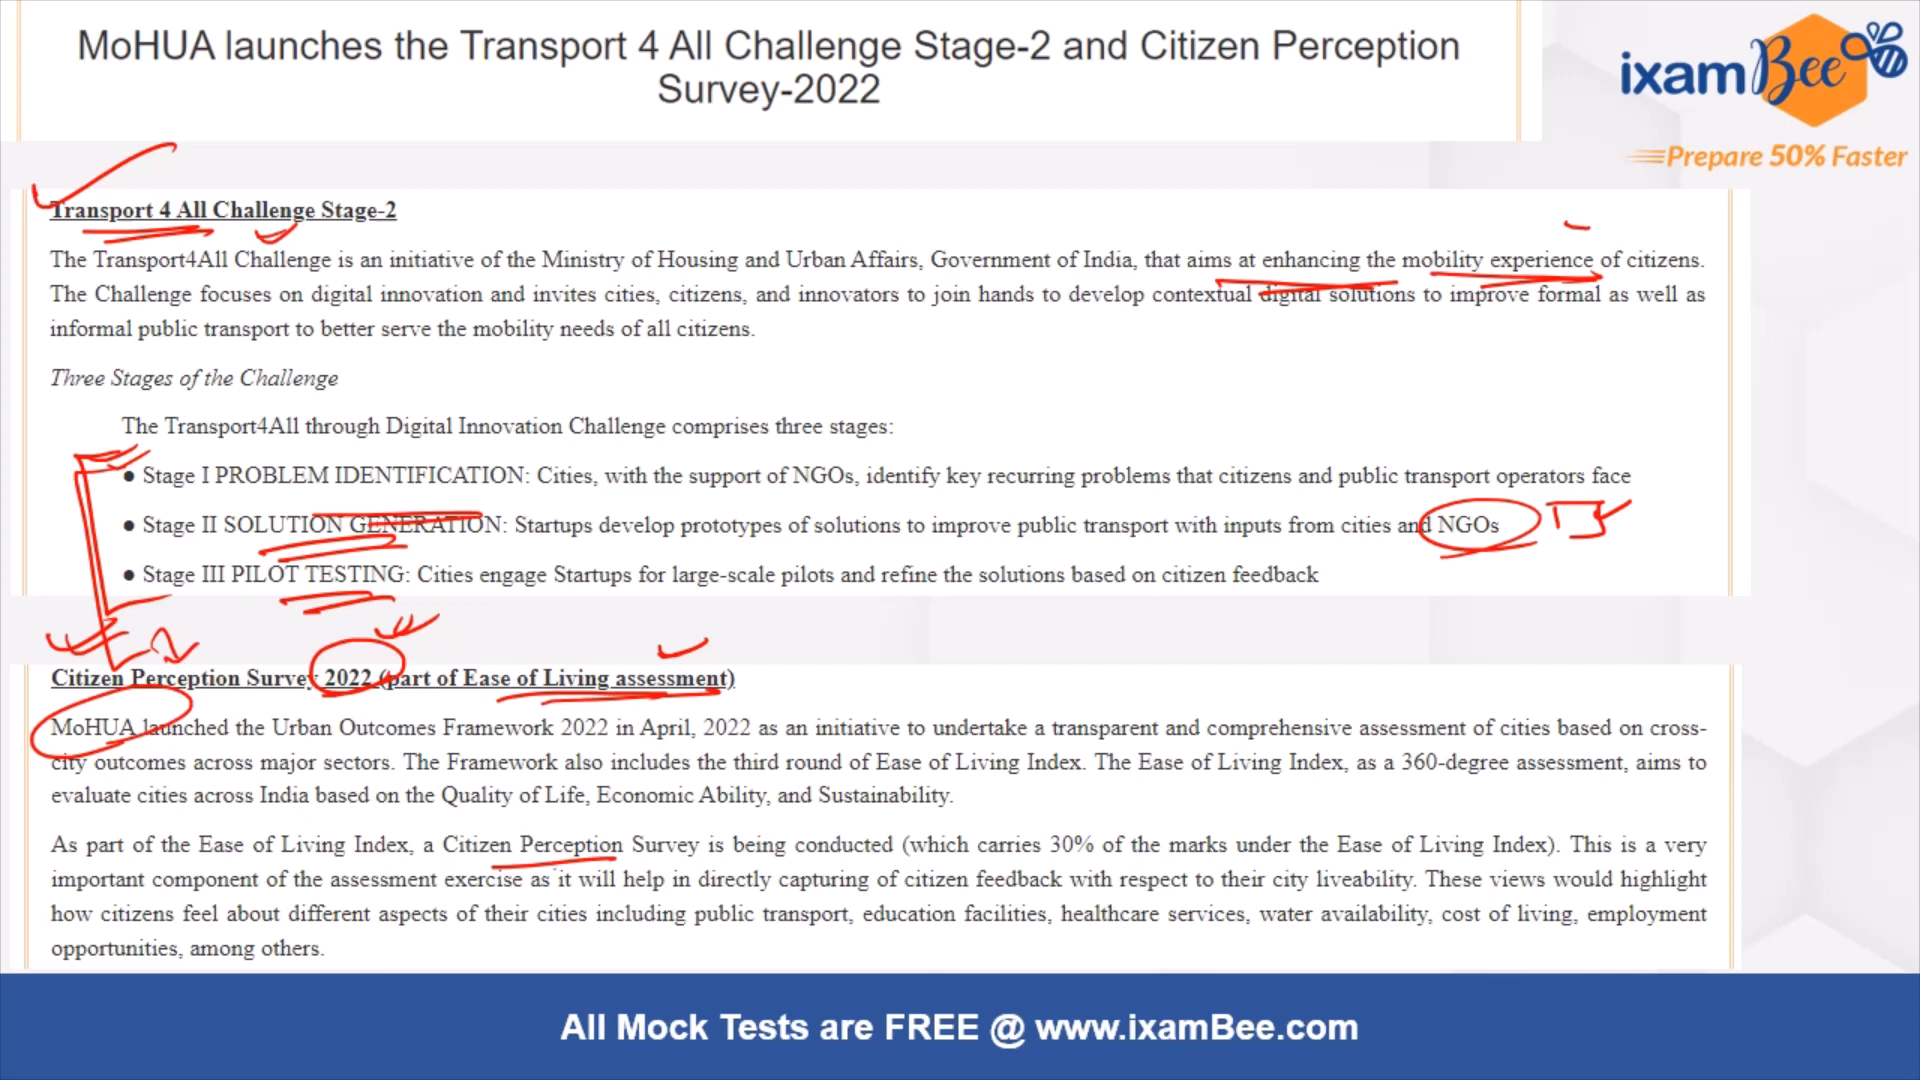 MoHUA launches the Transport 4 All Challenge Stage-2 and Citizen Perception
Survey-2022
ixamBee
Prepare 50% Faster
Transport 4 All Challenge Stage-2
The Transport4All Challenge is an initiative of the Ministry of Housing and Urban Affairs, Government of India, that aims at enhancing the mobility experience of citizens.
The Challenge focuses on digital innovation and invites cities, citizens, and innovators to join hands to develop contextual digital solutions to improve formal as well as
informal public transport to better serve the mobility needs of all citizens.
Three Stages of the Challenge
The Transport4All through Digital Innovation Challenge comprises three stages:
● Stage I PROBLEM IDENTIFICATION: Cities, with the support of NGOs, identify key recurring problems that citizens and public transport operators face
● Stage II SOLUTION GENERATION: Startups develop prototypes of solutions to improve public transport with inputs from cities and NGOs
● Stage III PILOT TESTING: Cities engage Startups for large-scale pilots and refine the solutions based on citizen feedback
Citizen Perception Survey 2022 (part of Ease of Living assessment)
MoHUA launched the Urban Outcomes Framework 2022 in April, 2022 as an initiative to undertake a transparent and comprehensive assessment of cities based on cross-
city outcomes across major sectors. The Framework also includes the third round of Ease of Living Index. The Ease of Living Index, as a 360-degree assessment, aims to
evaluate cities across India based on the Quality of Life, Economic Ability, and Sustainability.
As part of the Ease of Living Index, a Citizen Perception Survey is being conducted (which carries 30% of the marks under the Ease of Living Index). This is a very
important component of the assessment exercise as it will help in directly capturing of citizen feedback with respect to their city liveability. These views would highlight
how citizens feel about different aspects of their cities including public transport, education facilities, healthcare services, water availability, cost of living, employment
opportunities, among others.
All Mock Tests are FREE @ www.ixamBee.com